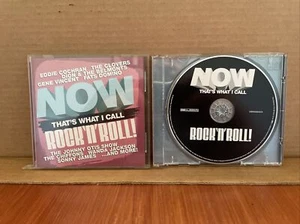 EDDIE COCHRAN THE CLOVERS
DION & THE BELMONTS
GENE VINCENT FATS DOMINO
NOW
THAT'S WHAT I CALL
ROCK'N'ROLL!
THE JOHNNY OTIS SHOW
THE CHIFFONS WANDA JACKSON
SONNY JAMES ...AND MORE!
NOW
THAT'S WHAT I CALL
ROCK'N'ROLL!